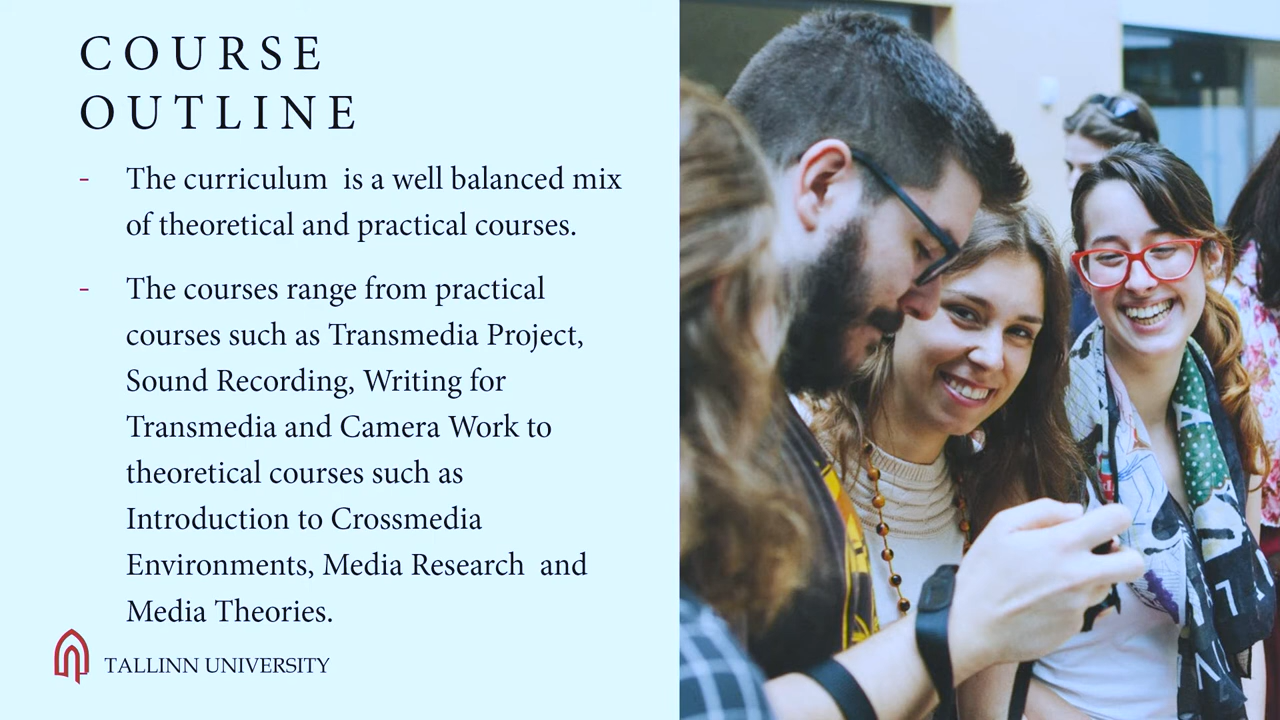 COURSE
OUTLINE
- The curriculum  is a well balanced mix
of theoretical and practical courses.
- The courses range from practical
courses such as Transmedia Project,
Sound Recording, Writing for
Transmedia and Camera Work to
theoretical courses such as
Introduction to Crossmedia
Environments, Media Research  and
Media Theories.
TALLINN UNIVERSITY